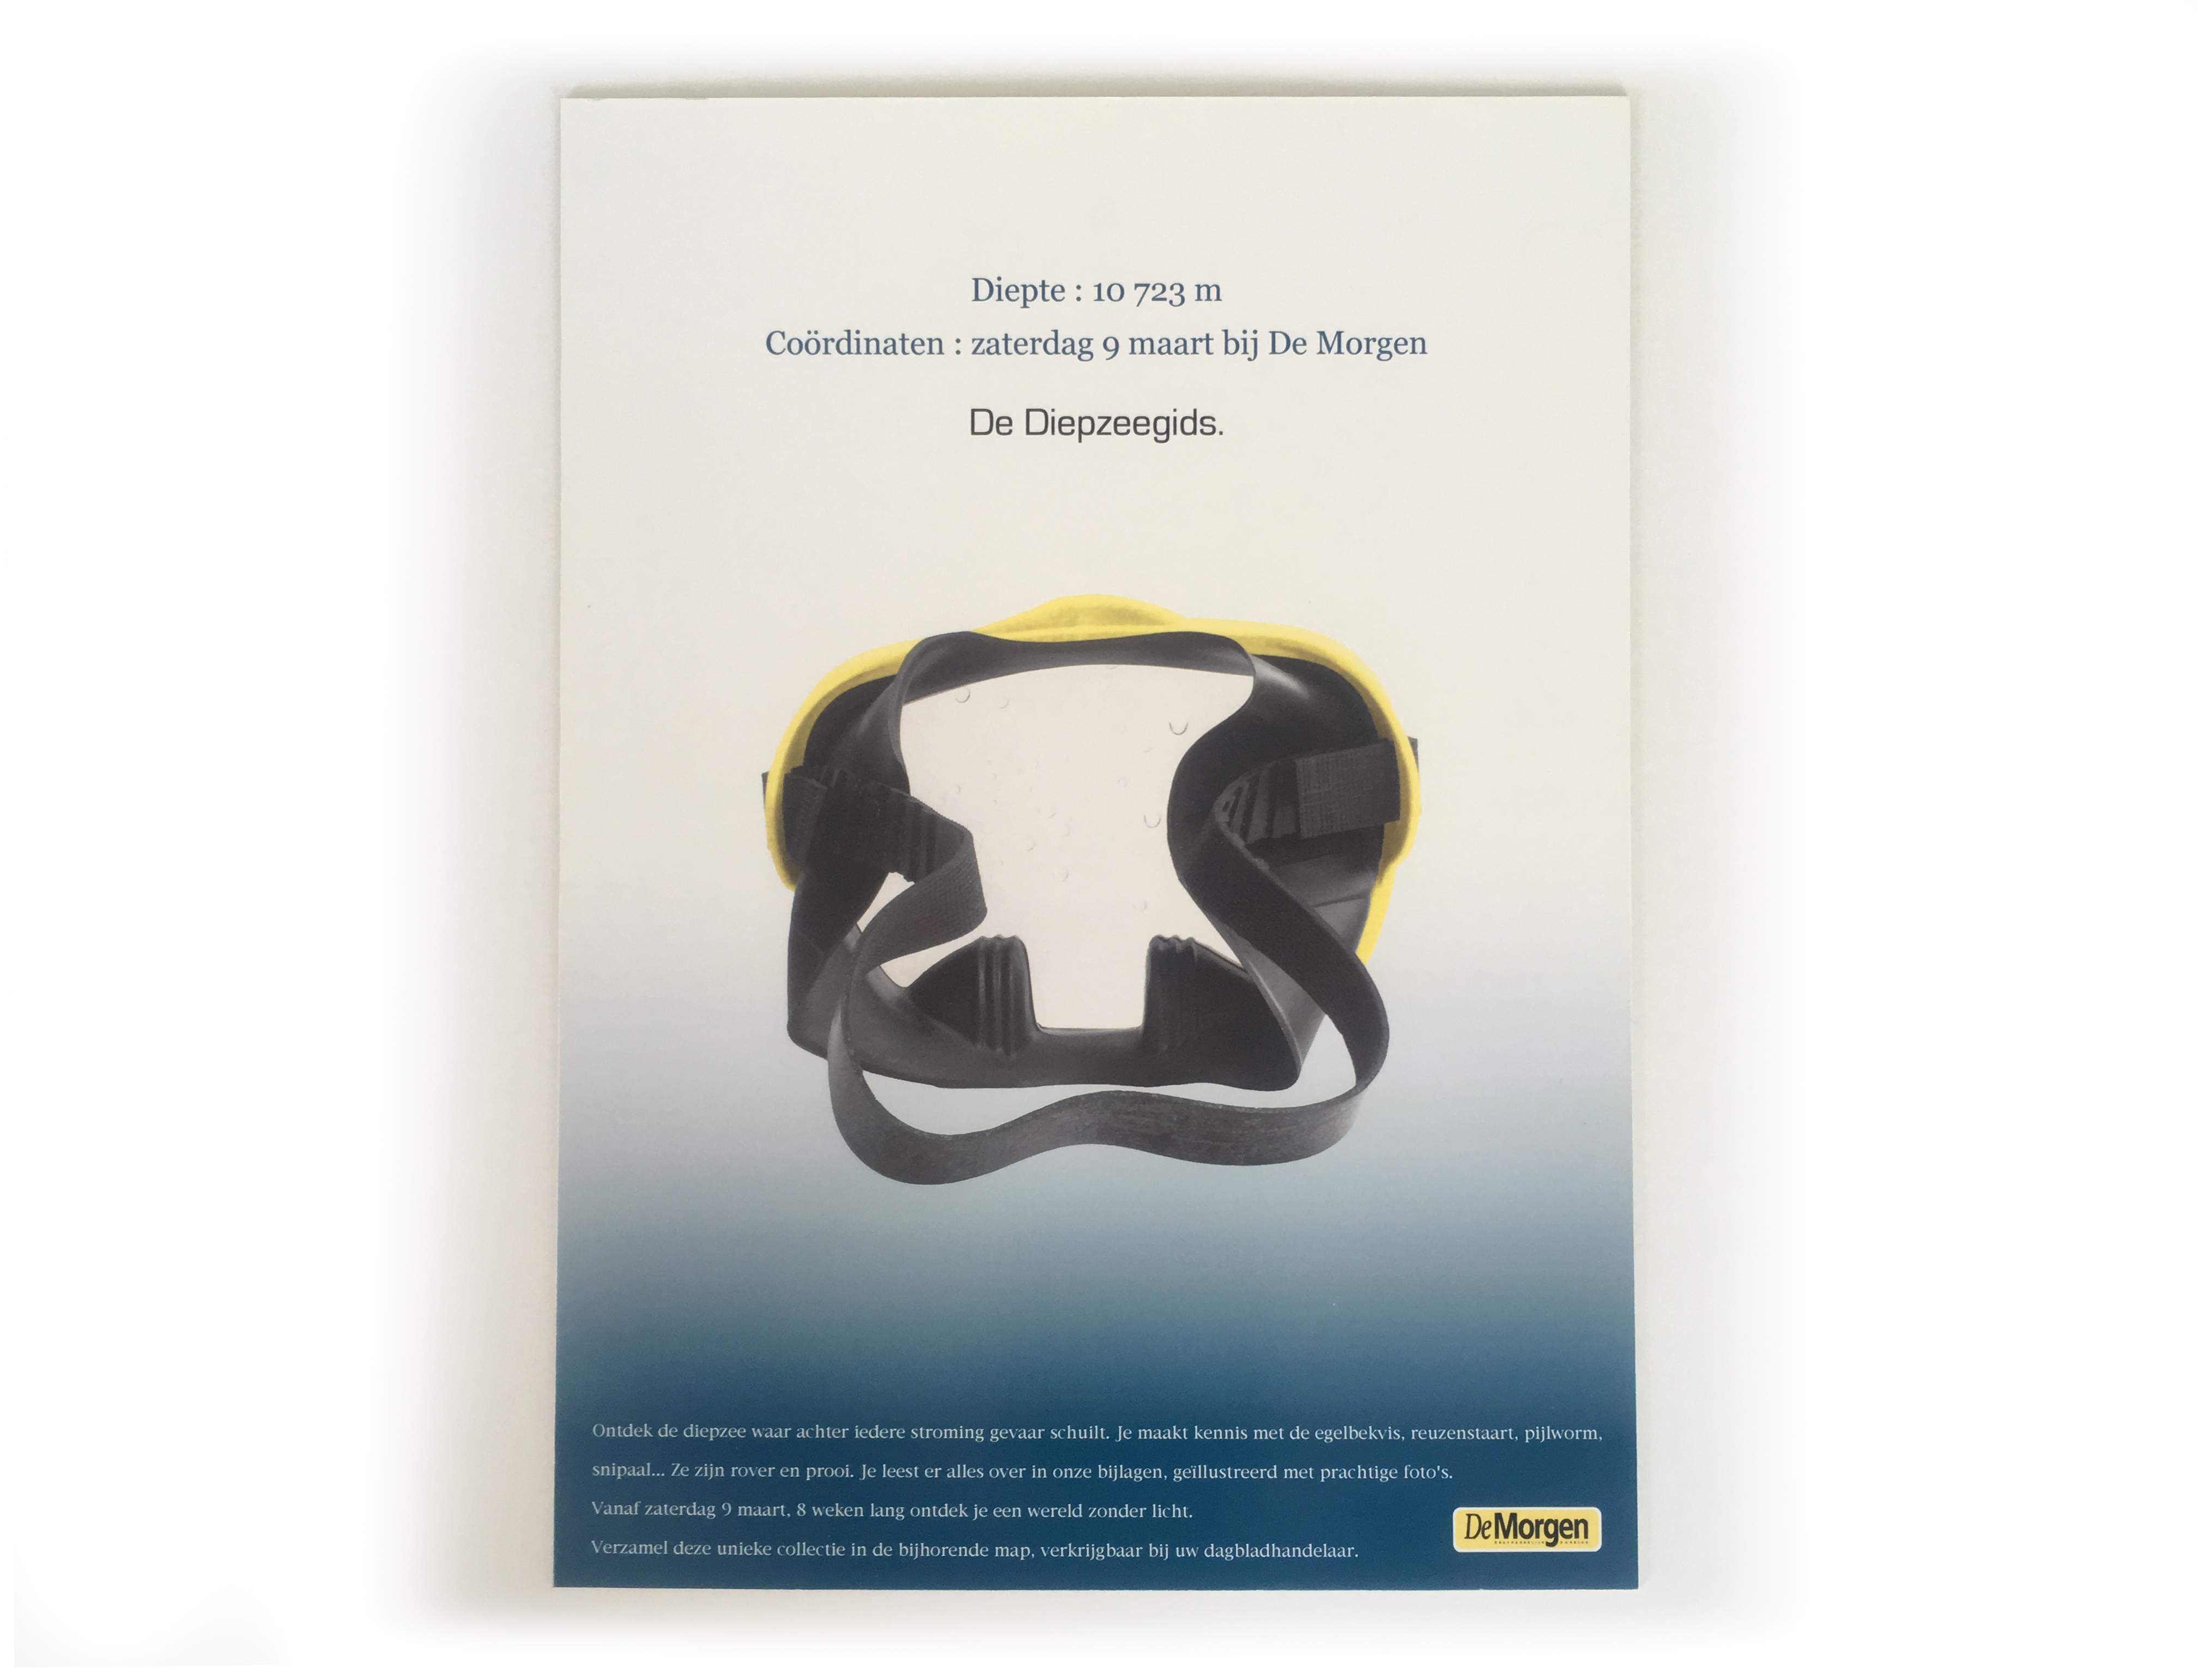 Diepte : 10 723 m
Coördinaten : zaterdag 9 maart bij De Morgen
De Diepzeegids.
Ontdek de diepzee waar achter iedere stroming gevaar schuilt. Je maakt kennis met de egelbekvis, reuzenstaart, pijlworm,
snipaal... Ze zijn rover en prooi. Je leest er alles over in onze bijlagen, geïllustreerd met prachtige foto's.
Vanaf zaterdag 9 maart, 8 weken lang ontdek je een wereld zonder licht.
Verzamel deze unieke collectie in de bijhorende map, verkrijgbaar bij uw dagbladhandelaar.
De Morgen